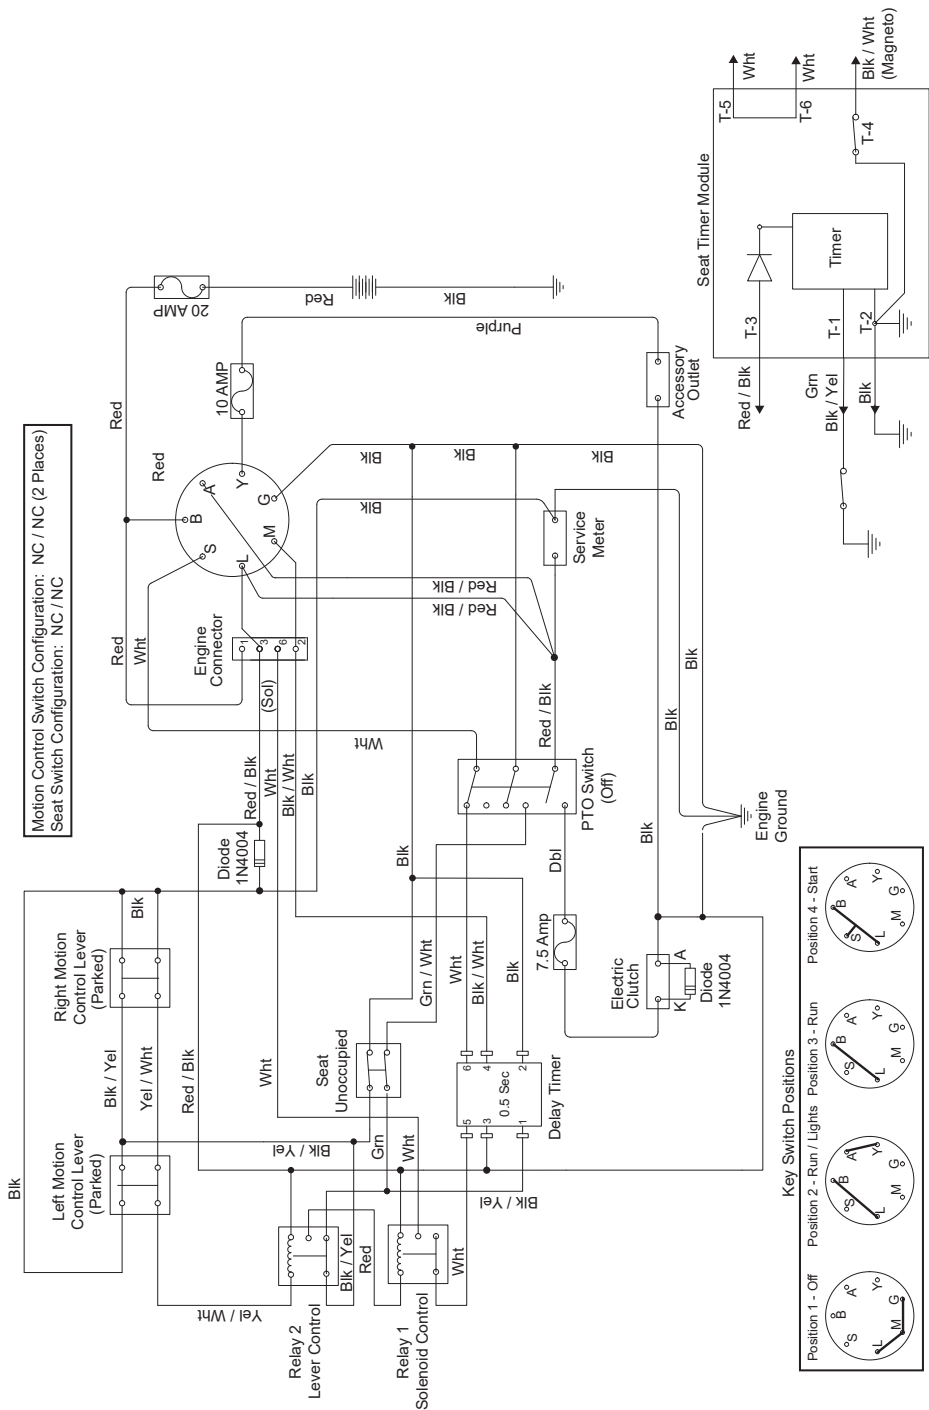 Motion Control Switch Configuration:  NC / NC (2 Places)
Seat Switch Configuration:  NC / NC
Blk
Left Motion
Control Lever
(Parked)
Blk / Yel
Yel / Wht
Right Motion
Control Lever
(Parked)
Blk
Red / Blk
Diode
1N4004
Red / Blk
Wht
Wht
(Sol)
Blk / Wht
Blk
Engine
Connector
1
3
6
2
Red
Wht
Red
Red
20 AMP
Red
Blk
10 AMP
Purple
B
A
Y
G
M
L
S
Blk
Blk
Blk
Blk
Red / Blk
Red / Blk
Wht
Yel / Wht
Relay 2
Lever Control
Blk / Yel
Red
Relay 1
Solenoid Control
Wht
Blk / Yel
Grn
Wht
Seat
Unoccupied
Blk
Grn / Wht
Wht
Blk / Wht
Blk
Blk / Yel
5
3
1
0.5 Sec
6
4
2
Delay Timer
7.5 Amp
Dbl
PTO Switch
(Off)
Red / Blk
Service
Meter
Accessory
Outlet
Electric
Clutch
K
A
Diode
1N4004
Blk
Blk
Blk
Engine
Ground
Seat Timer Module
Red / Blk
T-3
Grn
Blk / Yel
T-1
Blk
T-2
Timer
T-5
Wht
T-6
Wht
T-4
Blk / Wht
(Magneto)
Key Switch Positions
Position 1 - Off
S
B
A
Y
G
M
L
Position 2 - Run / Lights
S
B
A
Y
G
M
L
Position 3 - Run
S
B
A
Y
G
M
L
Position 4 - Start
S
B
A
Y
G
M
L